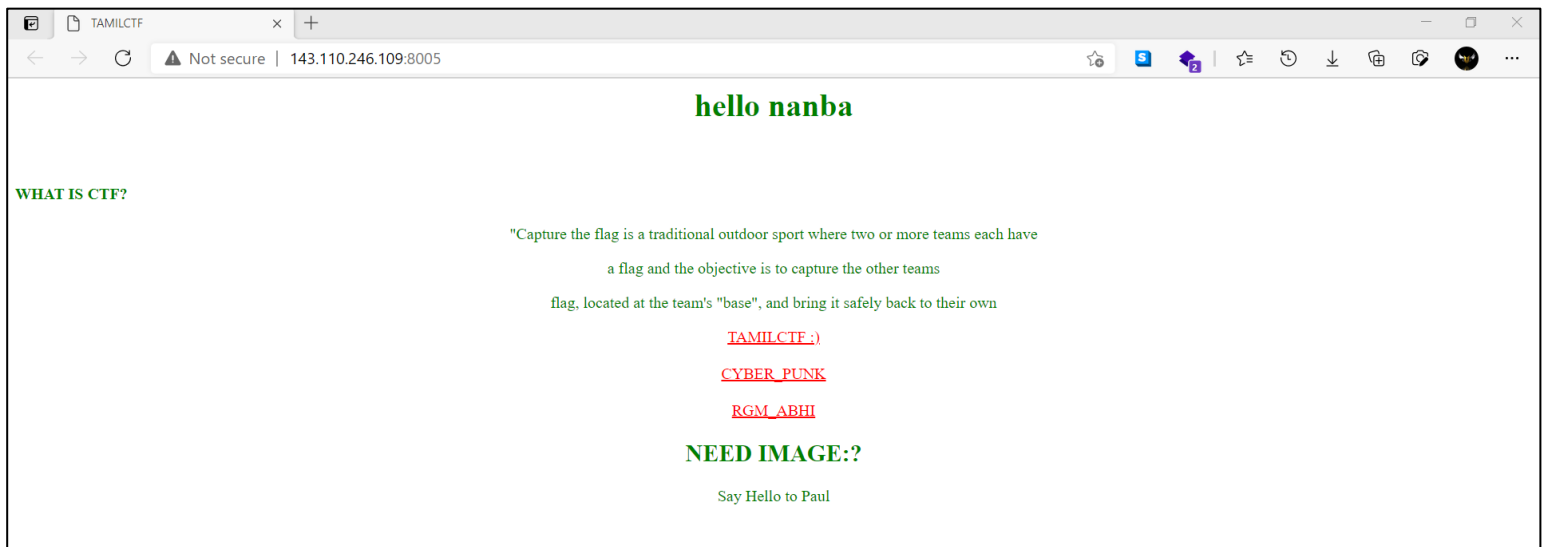 TAMILCTF
Not secure | 143.110.246.109:8005
S
2
hello nanba
WHAT IS CTF?
"Capture the flag is a traditional outdoor sport where two or more teams each have
a flag and the objective is to capture the other teams
flag, located at the team's "base", and bring it safely back to their own
TAMILCTF :)
CYBER_PUNK
RGM_ABHI
NEED IMAGE:?
Say Hello to Paul